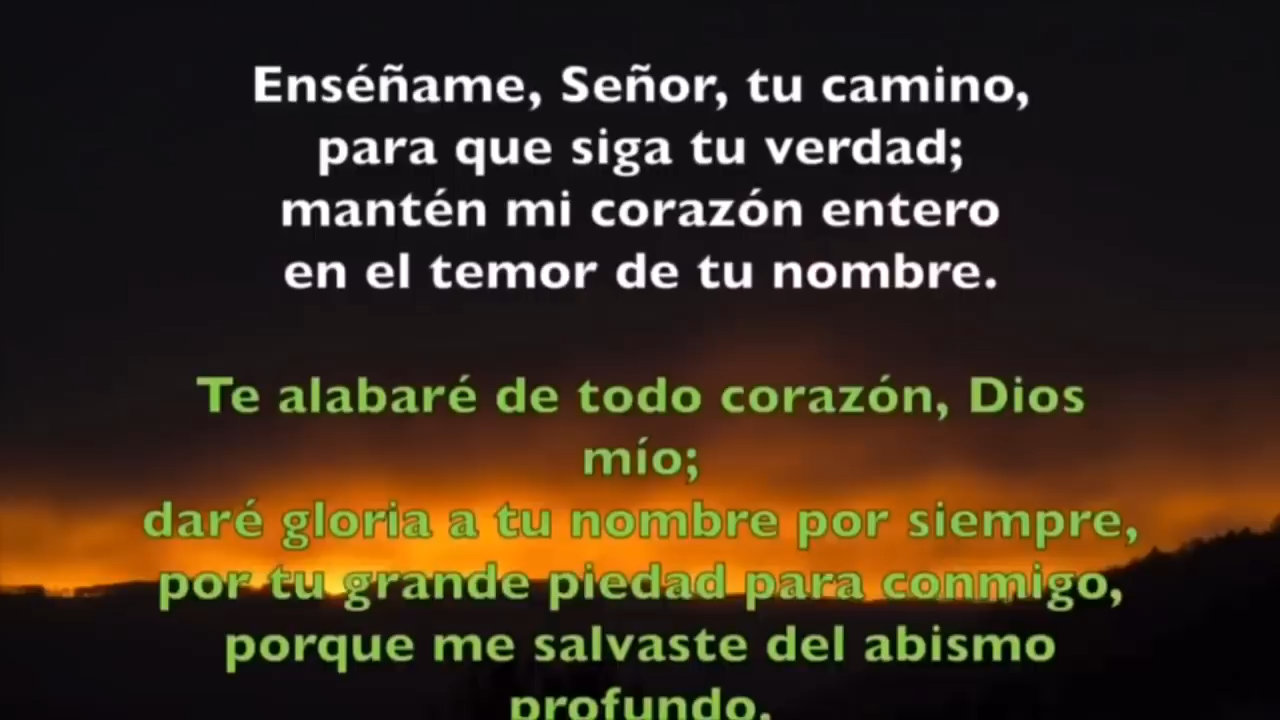 Enséñame, Señor, tu camino,
para que siga tu verdad;
mantén mi corazón entero
en el temor de tu nombre.
Te alabaré de todo corazón, Dios
mío;
daré gloria a tu nombre por siempre,
por tu grande piedad para conmigo,
porque me salvaste del abismo
profundo.